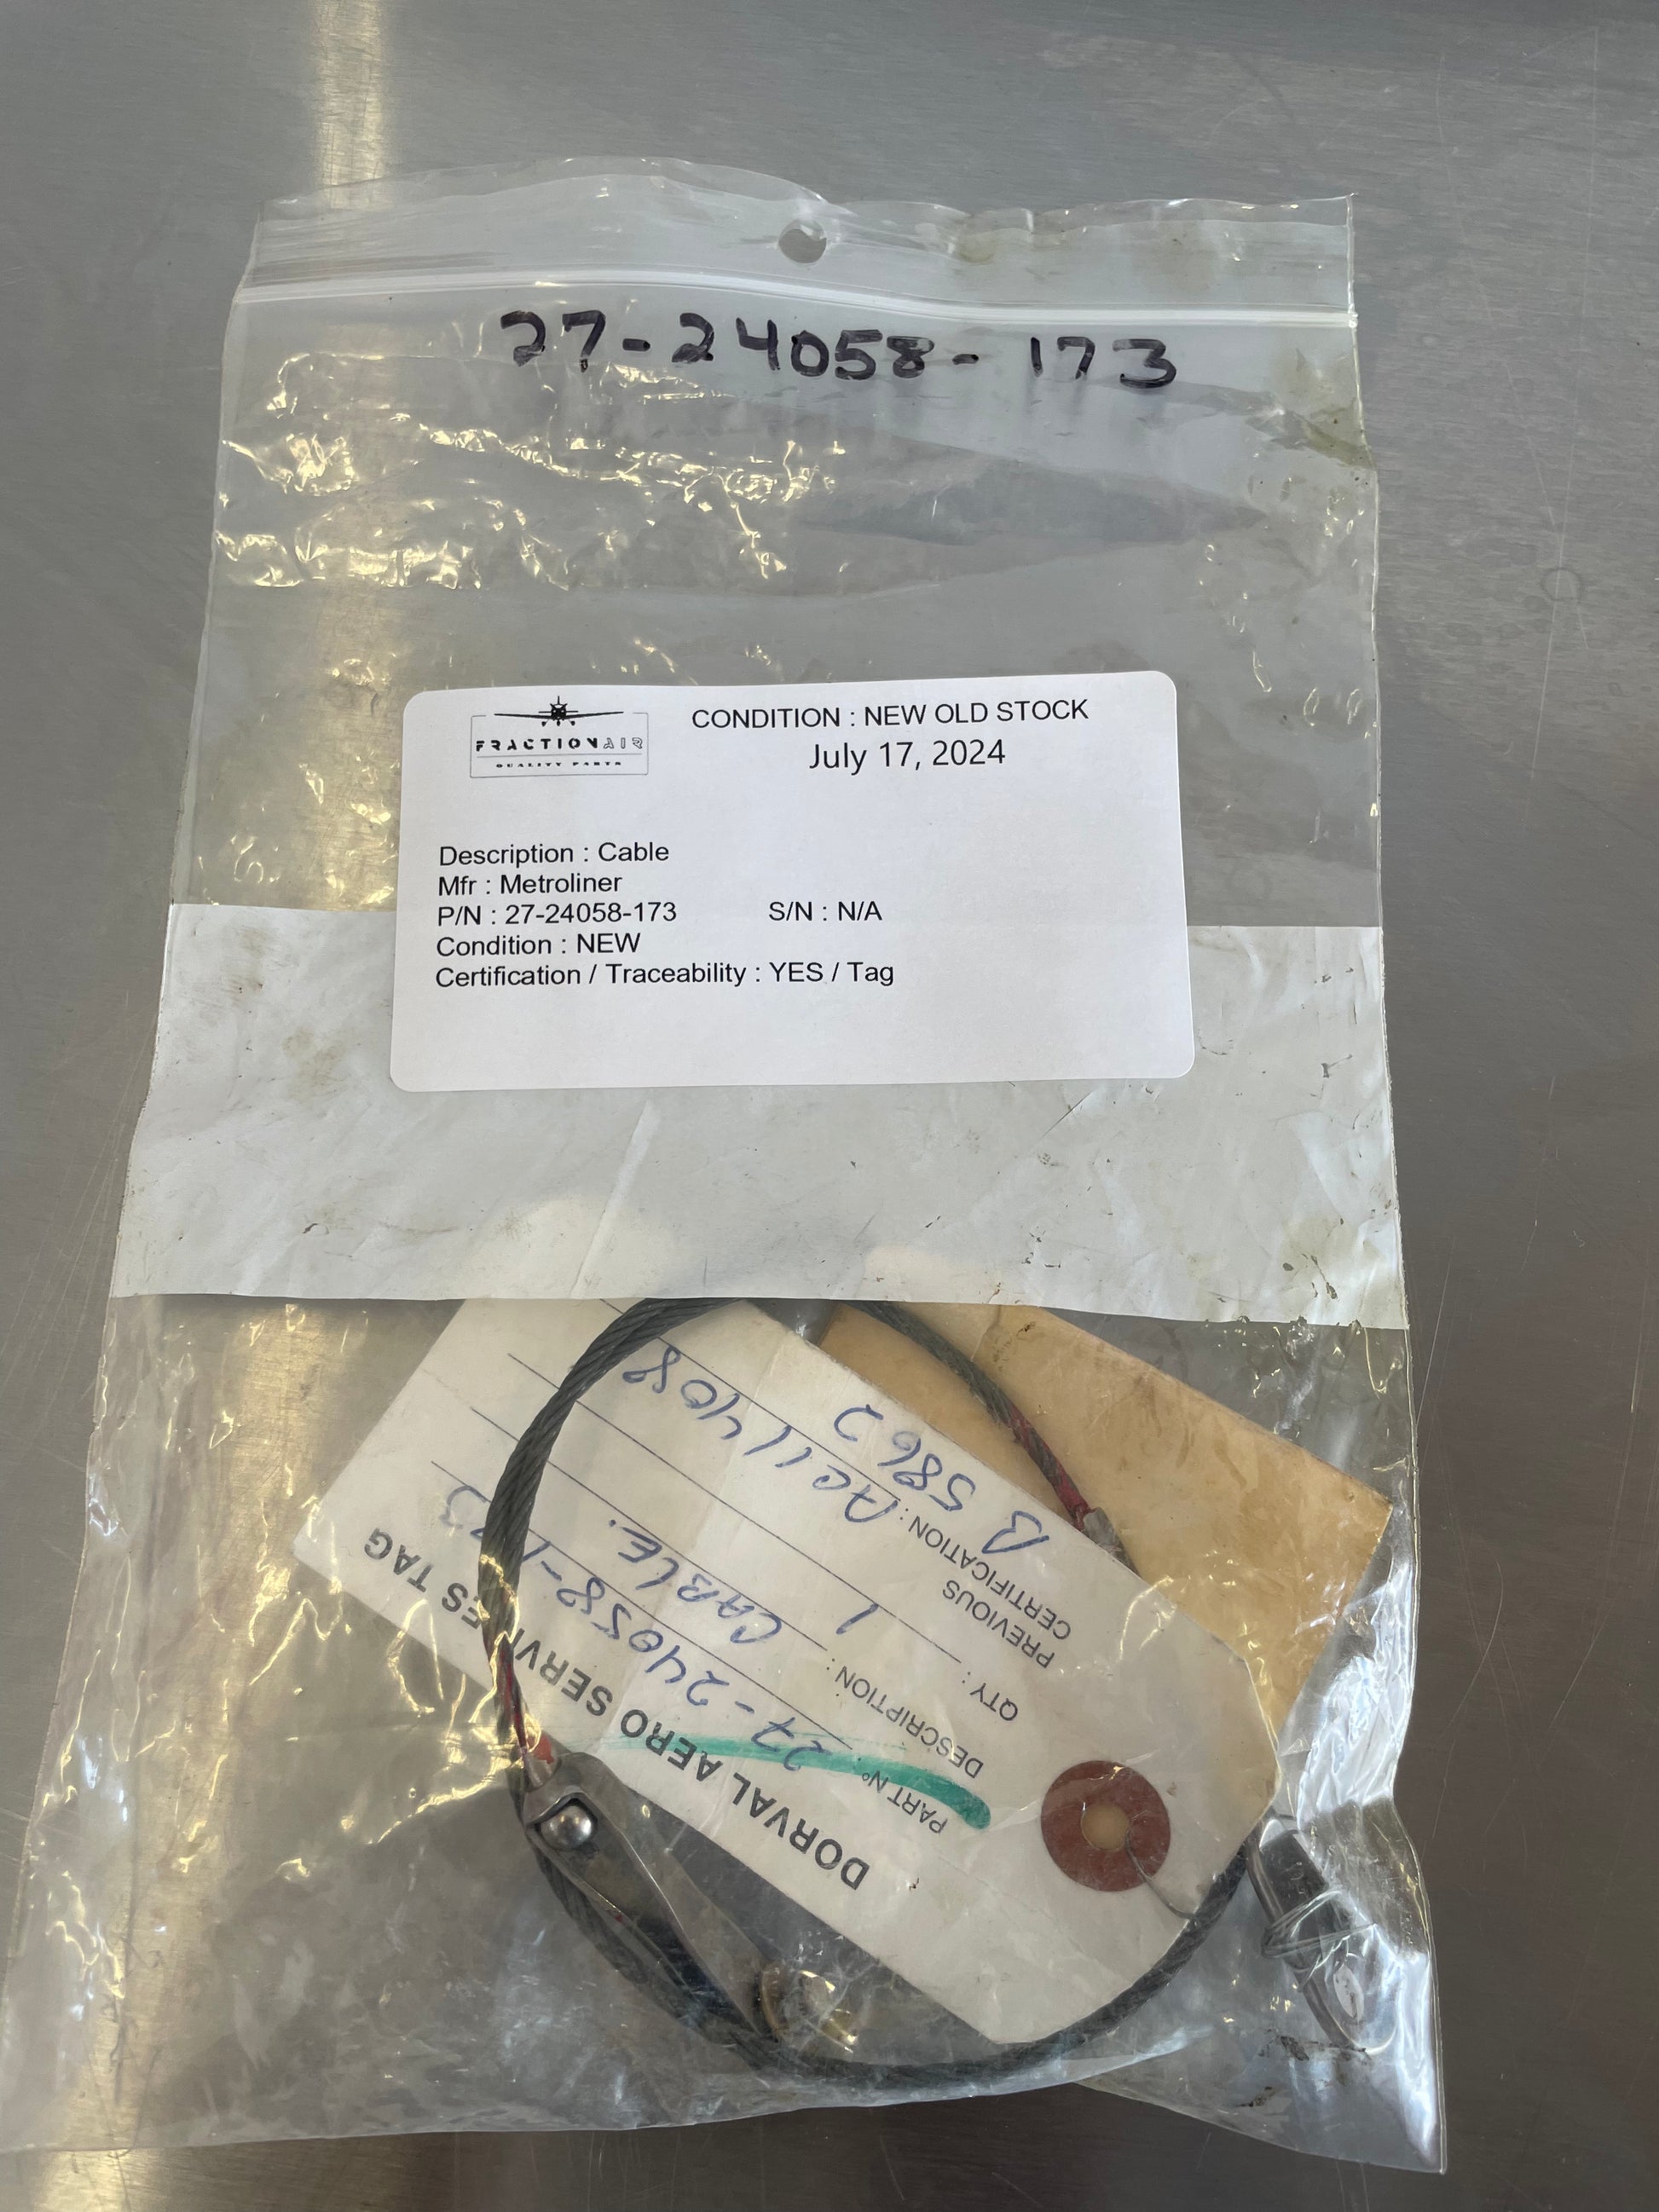 27-24058-173
FRACTIONAIR
QUALITY PARTS
CONDITION : NEW OLD STOCK
July 17, 2024
Description : Cable
Mfr : Metroliner
P/N : 27-24058-173 S/N : N/A
Condition : NEW
Certification / Traceability : YES / Tag
DORVAL AERO SERVICES TAG
PART Nº 27-24058-173
DESCRIPTION : CABLE.
QTY : 1
PREVIOUS
CERTIFICATION :
B 5862